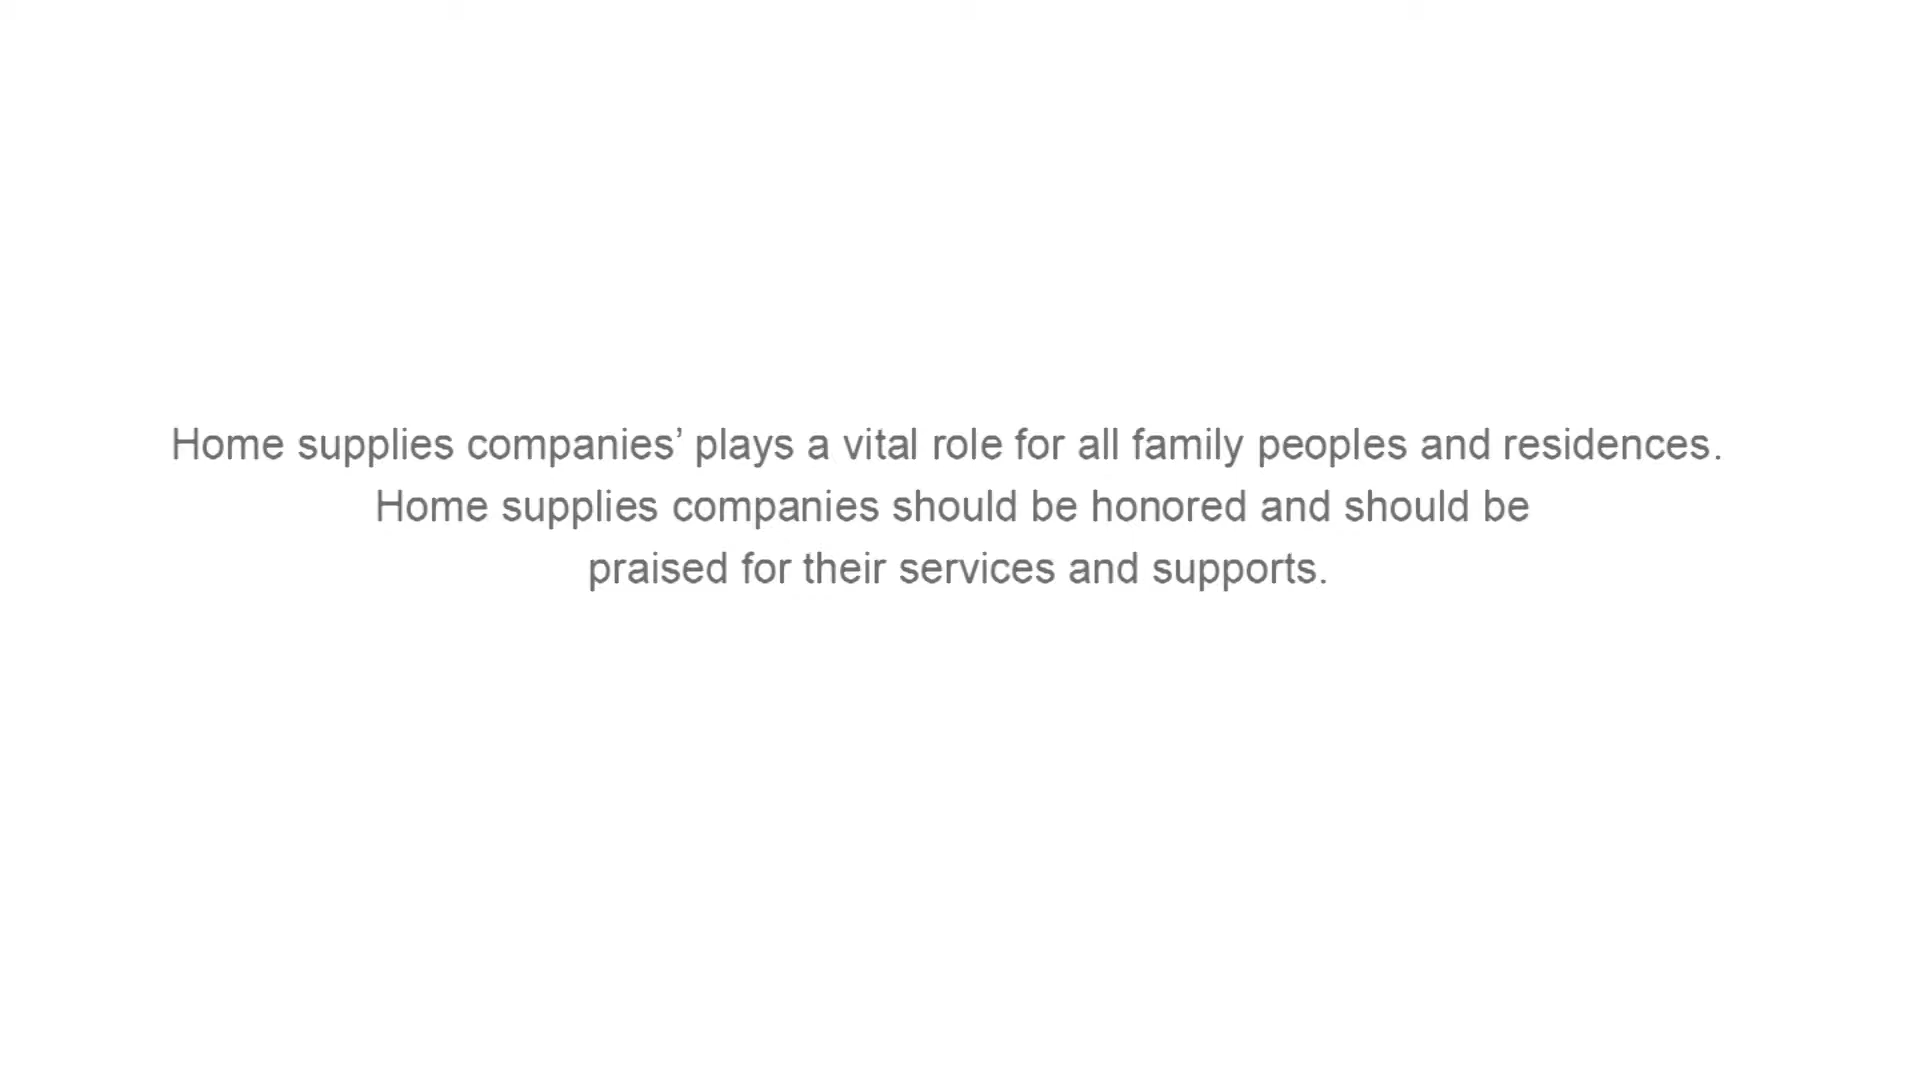 Home supplies companies’ plays a vital role for all family peoples and residences.
Home supplies companies should be honored and should be
praised for their services and supports.